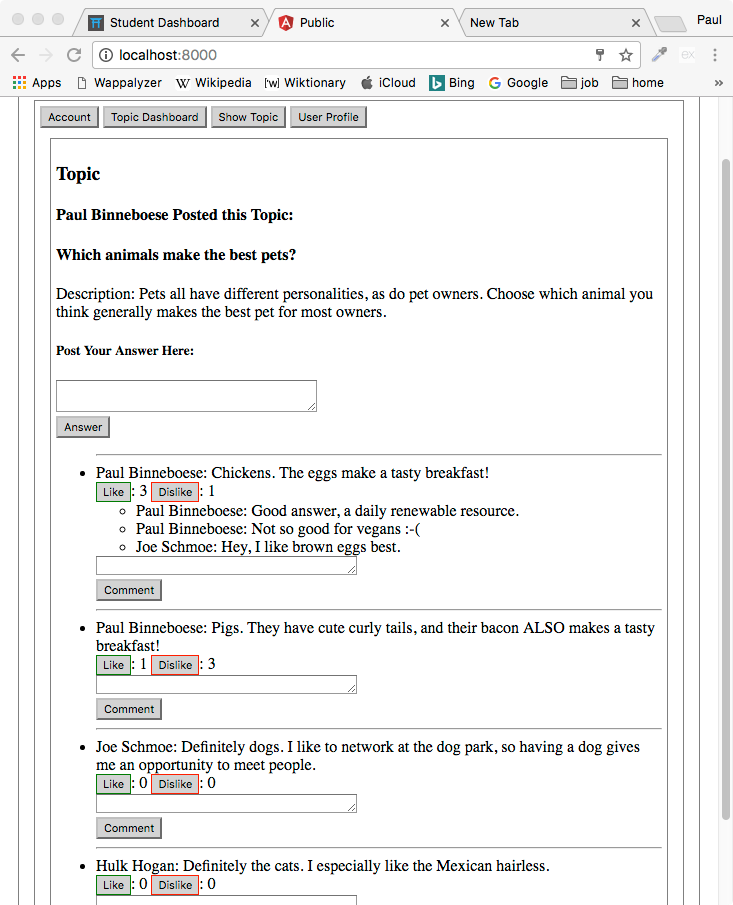 Student Dashboard
Public
New Tab
Paul
localhost:8000
Apps
Wappalyzer
W Wikipedia
[w] Wiktionary
iCloud
Bing
G Google
job
home
»
Account
Topic Dashboard
Show Topic
User Profile
Topic
Paul Binneboese Posted this Topic:
Which animals make the best pets?
Description: Pets all have different personalities, as do pet owners. Choose which animal you
think generally makes the best pet for most owners.
Post Your Answer Here:
Answer
Paul Binneboese: Chickens. The eggs make a tasty breakfast!
Like : 3 Dislike : 1
Paul Binneboese: Good answer, a daily renewable resource.
Paul Binneboese: Not so good for vegans :-(
Joe Schmoe: Hey, I like brown eggs best.
Comment
Paul Binneboese: Pigs. They have cute curly tails, and their bacon ALSO makes a tasty
breakfast!
Like : 1 Dislike : 3
Comment
Joe Schmoe: Definitely dogs. I like to network at the dog park, so having a dog gives
me an opportunity to meet people.
Like : 0 Dislike : 0
Comment
Hulk Hogan: Definitely the cats. I especially like the Mexican hairless.
Like : 0 Dislike : 0